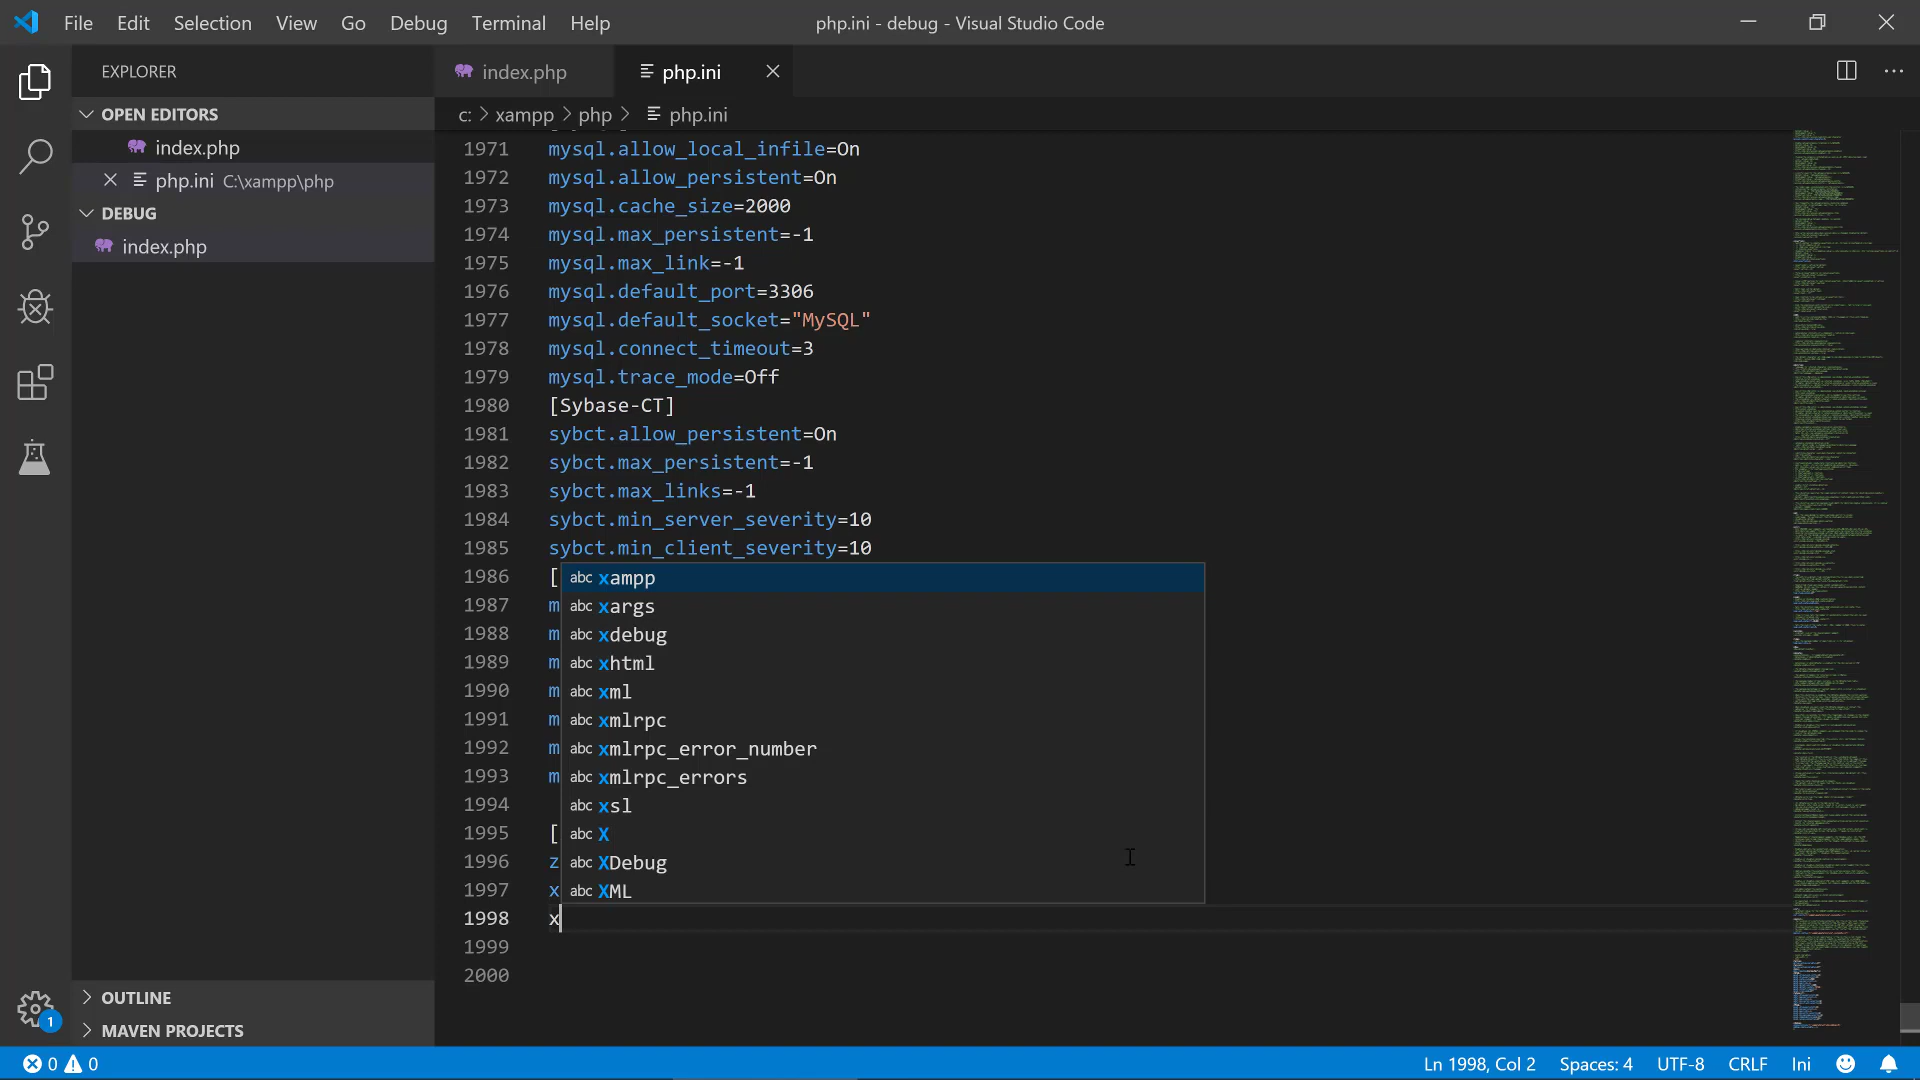 File Edit Selection View Go Debug Terminal Help
php.ini - debug - Visual Studio Code
EXPLORER
OPEN EDITORS
index.php
php.ini C:\xampp\php
DEBUG
index.php
OUTLINE
MAVEN PROJECTS
index.php php.ini
c: > xampp > php > php.ini
1971 mysql.allow_local_infile=On
1972 mysql.allow_persistent=On
1973 mysql.cache_size=2000
1974 mysql.max_persistent=-1
1975 mysql.max_link=-1
1976 mysql.default_port=3306
1977 mysql.default_socket="MySQL"
1978 mysql.connect_timeout=3
1979 mysql.trace_mode=Off
1980 [Sybase-CT]
1981 sybct.allow_persistent=On
1982 sybct.max_persistent=-1
1983 sybct.max_links=-1
1984 sybct.min_server_severity=10
1985 sybct.min_client_severity=10
1986 [ abc xampp
1987 m abc xargs
1988 m abc xdebug
1989 m abc xhtml
1990 m abc xml
1991 m abc xmlrpc
1992 m abc xmlrpc_error_number
1993 m abc xmlrpc_errors
1994 abc xsl
1995 [ abc X
1996 z abc XDebug
1997 x abc XML
1998 x
1999
2000
1
0 0
Ln 1998, Col 2 Spaces: 4 UTF-8 CRLF Ini